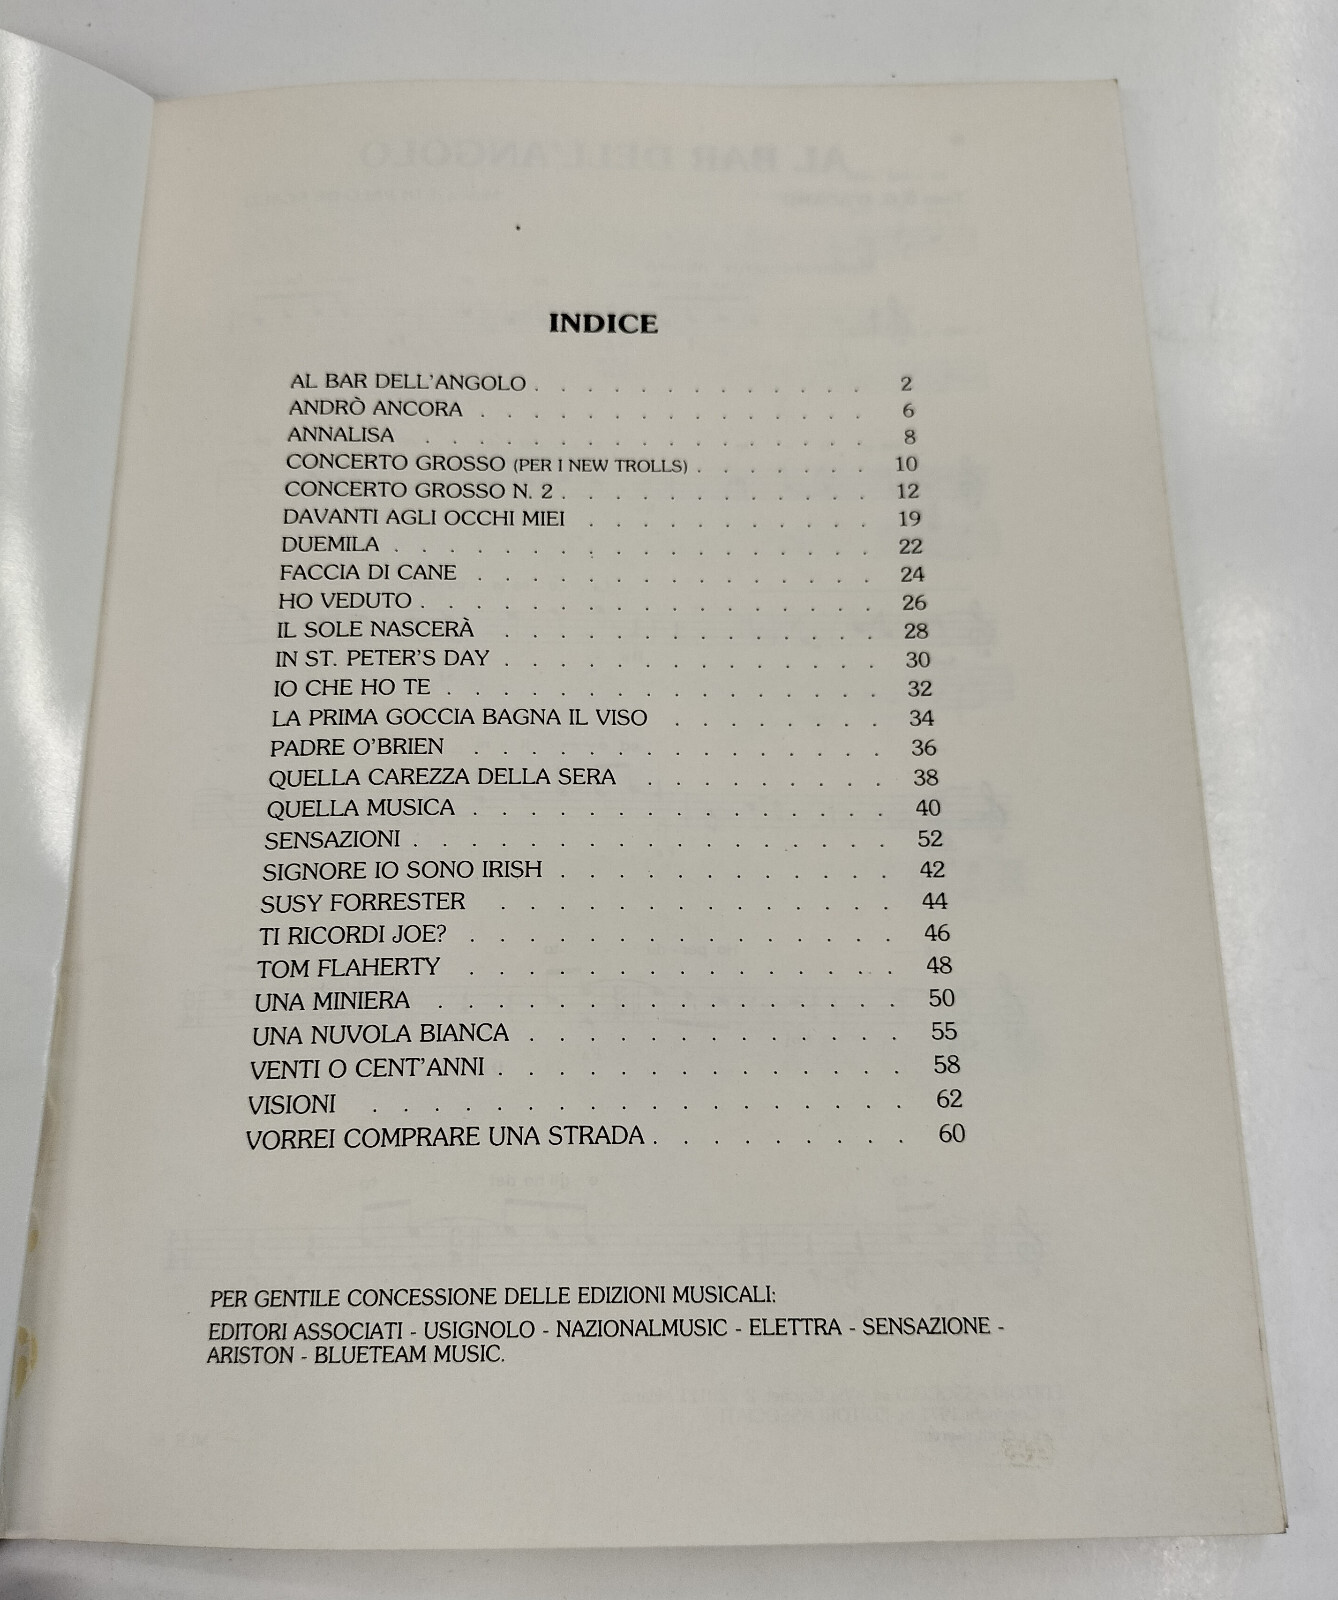 INDICE
AL BAR DELL'ANGOLO . . . . . . . . . . . . . 2
ANDRÒ ANCORA . . . . . . . . . . . . . . . 6
ANNALISA . . . . . . . . . . . . . . . . . 8
CONCERTO GROSSO (PER I NEW TROLLS) . . . . . . . 10
CONCERTO GROSSO N. 2 . . . . . . . . . . . . 12
DAVANTI AGLI OCCHI MIEI . . . . . . . . . . . 19
DUEMILA . . . . . . . . . . . . . . . . . . 22
FACCIA DI CANE . . . . . . . . . . . . . . . 24
HO VEDUTO . . . . . . . . . . . . . . . . . 26
IL SOLE NASCERÀ . . . . . . . . . . . . . . 28
IN ST. PETER'S DAY . . . . . . . . . . . . . . 30
IO CHE HO TE . . . . . . . . . . . . . . . . 32
LA PRIMA GOCCIA BAGNA IL VISO . . . . . . . . 34
PADRE O'BRIEN . . . . . . . . . . . . . . . 36
QUELLA CAREZZA DELLA SERA . . . . . . . . . 38
QUELLA MUSICA . . . . . . . . . . . . . . . 40
SENSAZIONI . . . . . . . . . . . . . . . . . 52
SIGNORE IO SONO IRISH . . . . . . . . . . . . 42
SUSY FORRESTER . . . . . . . . . . . . . . 44
TI RICORDI JOE? . . . . . . . . . . . . . . . 46
TOM FLAHERTY . . . . . . . . . . . . . . . 48
UNA MINIERA . . . . . . . . . . . . . . . . 50
UNA NUVOLA BIANCA . . . . . . . . . . . . . 55
VENTI O CENT'ANNI . . . . . . . . . . . . . . 58
VISIONI . . . . . . . . . . . . . . . . . . 62
VORREI COMPRARE UNA STRADA . . . . . . . . . 60
PER GENTILE CONCESSIONE DELLE EDIZIONI MUSICALI:
EDITORI ASSOCIATI - USIGNOLO - NAZIONALMUSIC - ELETTRA - SENSAZIONE -
ARISTON - BLUETEAM MUSIC.